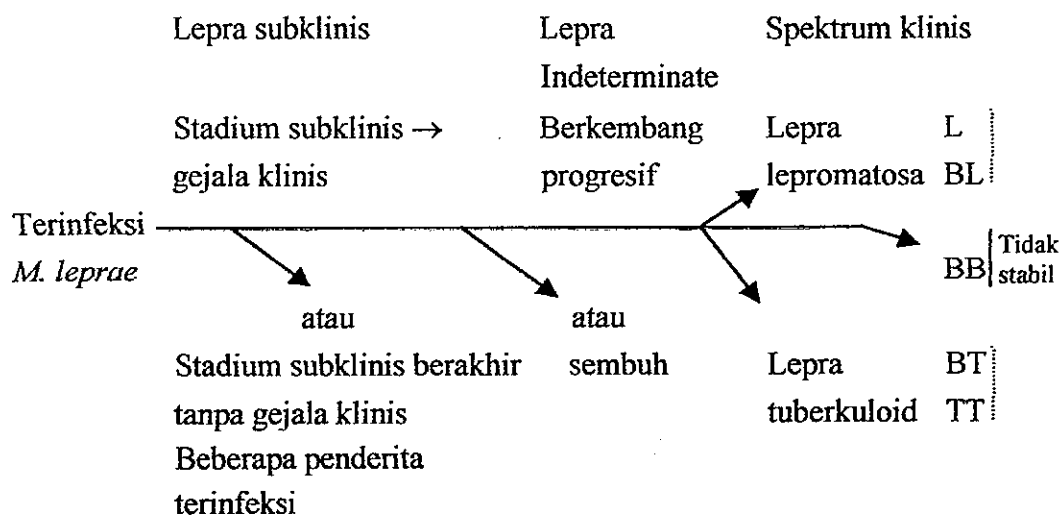 Lepra subklinis Lepra Spektrum klinis
Indeterminate
Stadium subklinis → Berkembang Lepra L
gejala klinis progresif lepromatosa BL
Terinfeksi
M. leprae
BB Tidak
stabil
atau atau
Stadium subklinis berakhir sembuh Lepra BT
tanpa gejala klinis tuberkuloid TT
Beberapa penderita
terinfeksi